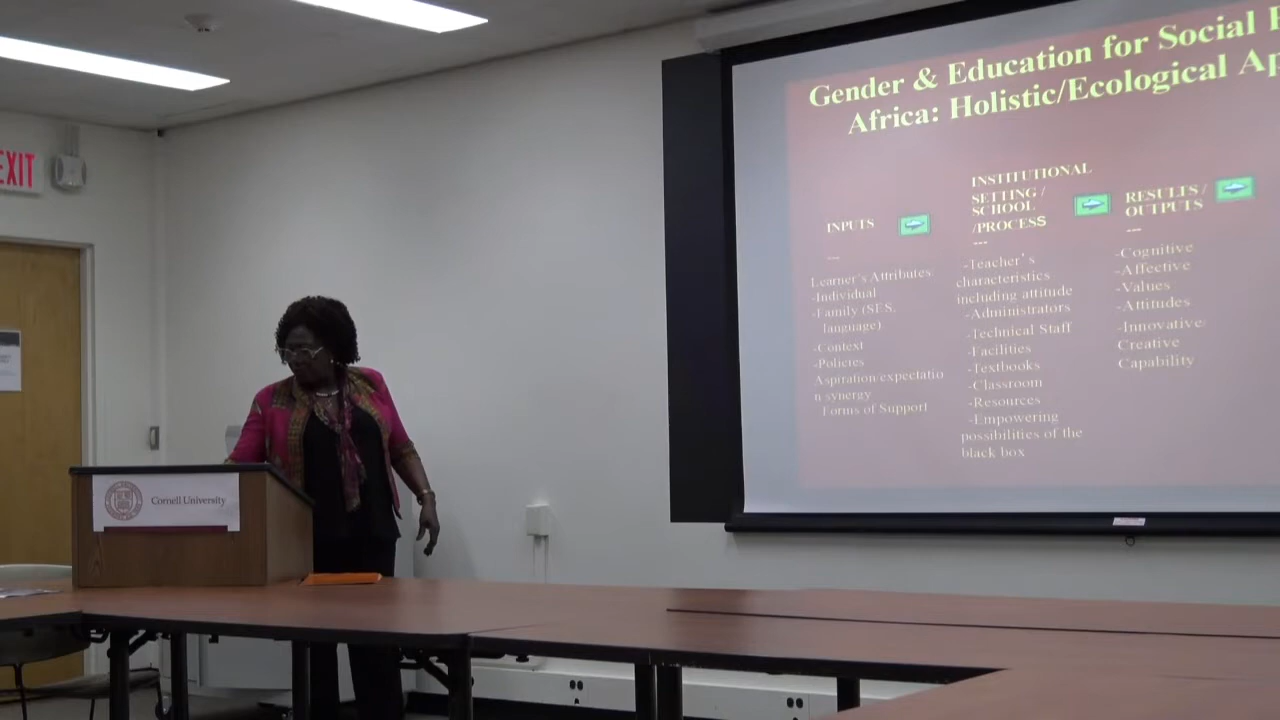 Gender & Education for Social
Africa: Holistic/Ecological Ap
EXIT
INPUTS
---
Learner's Attributes:
-Individual
-Family (SES,
language)
-Context
-Policies
Aspiration/expectatio
n synergy
Forms of Support
INSTITUTIONAL
SETTING /
SCHOOL
/PROCESS
---
-Teacher's
characteristics
including attitude
-Administrators
-Technical Staff
-Facilities
-Textbooks
-Classroom
-Resources
-Empowering
possibilities of the
black box
RESULTS /
OUTPUTS
---
-Cognitive
-Affective
-Values
-Attitudes
-Innovative/
Creative
Capability
Cornell University